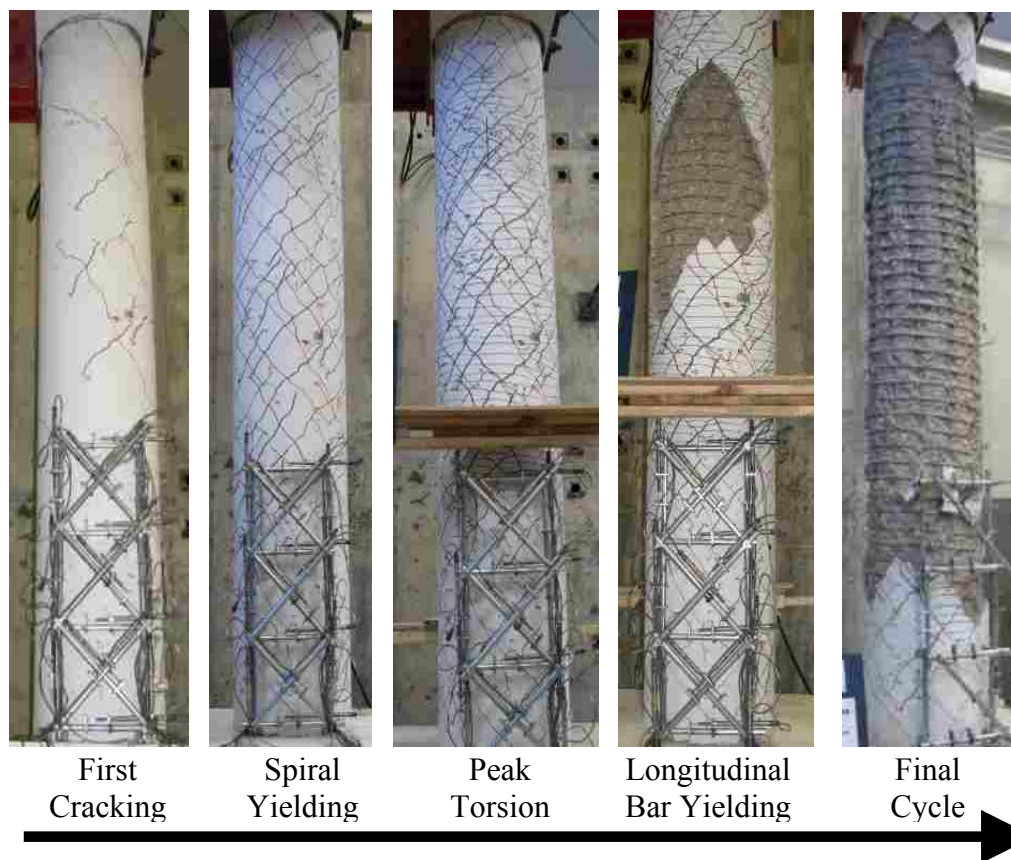 First
Cracking
Spiral
Yielding
Peak
Torsion
Longitudinal
Bar Yielding
Final
Cycle